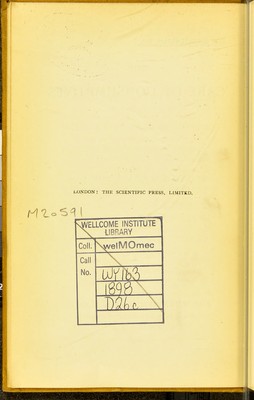 LONDON: THE SCIENTIFIC PRESS, LIMITED.
M20591
WELLCOME INSTITUTE
LIBRARY
Coll. welMOmec
Call
No. WY163
1898
D26c